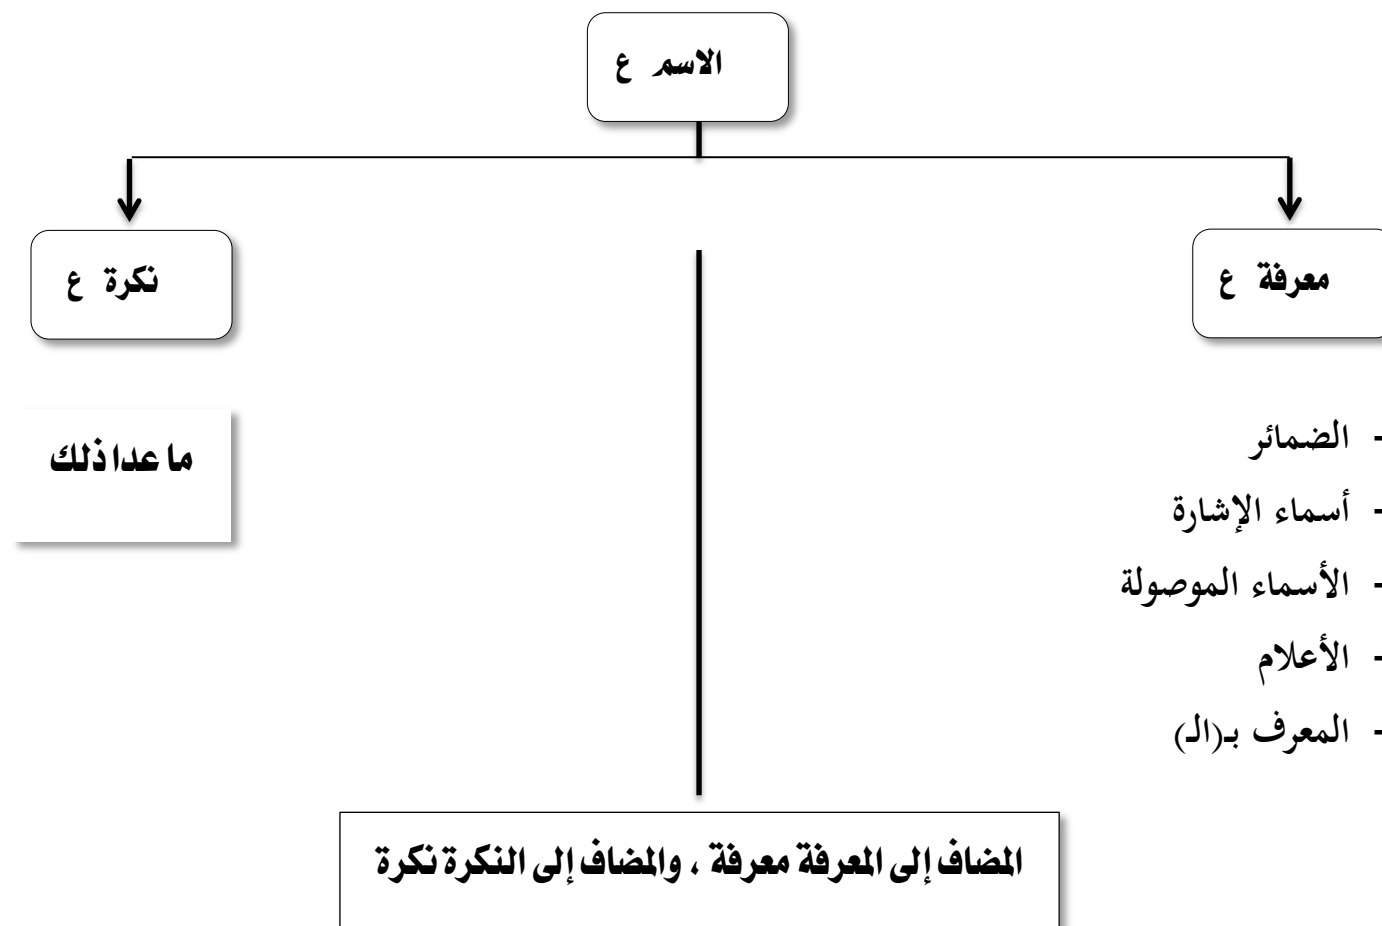 الاسم ع
معرفة ع
نكرة ع
- الضمائر
- أسماء الإشارة
- الأسماء الموصولة
- الأعلام
- المعرف بـ(الـ)
ما عدا ذلك
المضاف إلى المعرفة معرفة ، والمضاف إلى النكرة نكرة